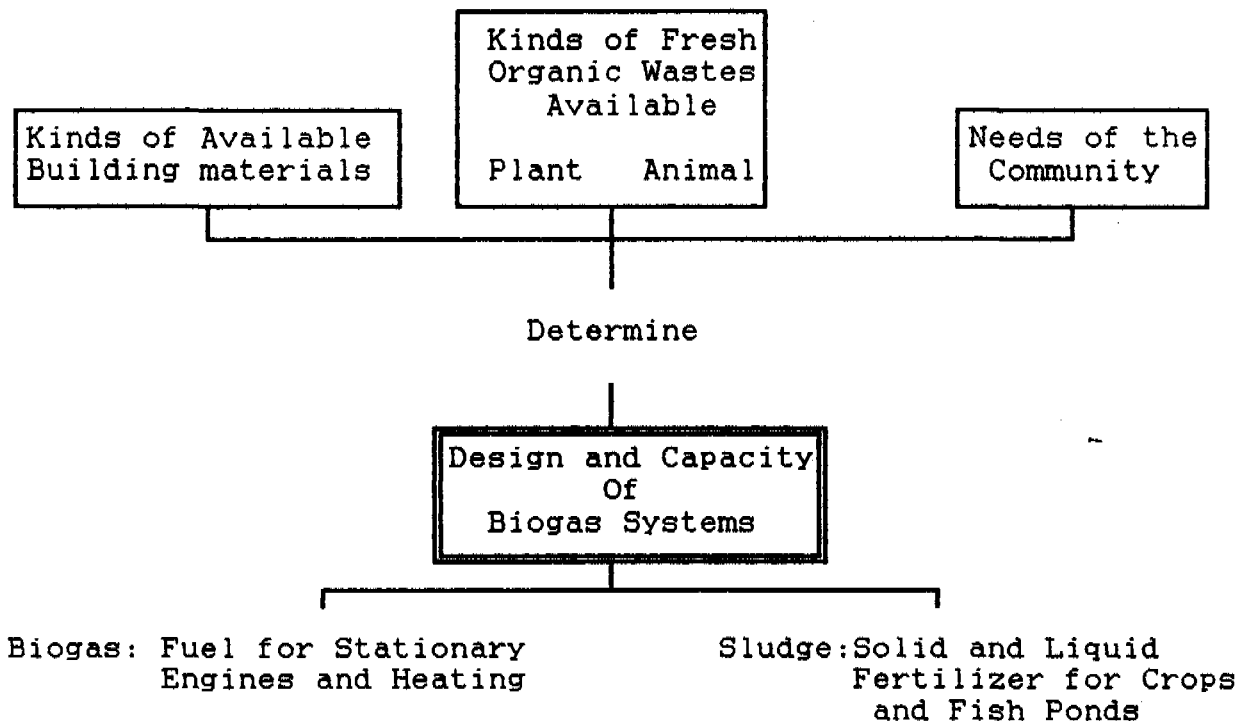 Kinds of Fresh
Organic Wastes
Available
Plant Animal
Kinds of Available
Building materials
Needs of the
Community
Determine
Design and Capacity
Of
Biogas Systems
Biogas: Fuel for Stationary
Engines and Heating
Sludge:Solid and Liquid
Fertilizer for Crops
and Fish Ponds